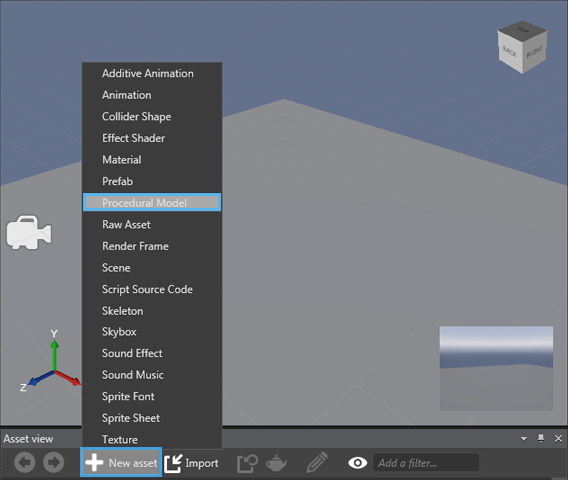 TOP
BACK
RIGHT
Additive Animation
Animation
Collider Shape
Effect Shader
Material
Prefab
Procedural Model
Raw Asset
Render Frame
Scene
Script Source Code
Skeleton
Skybox
Sound Effect
Sound Music
Sprite Font
Sprite Sheet
Texture
Y
Z
Asset view
New asset
Import
Add a filter...